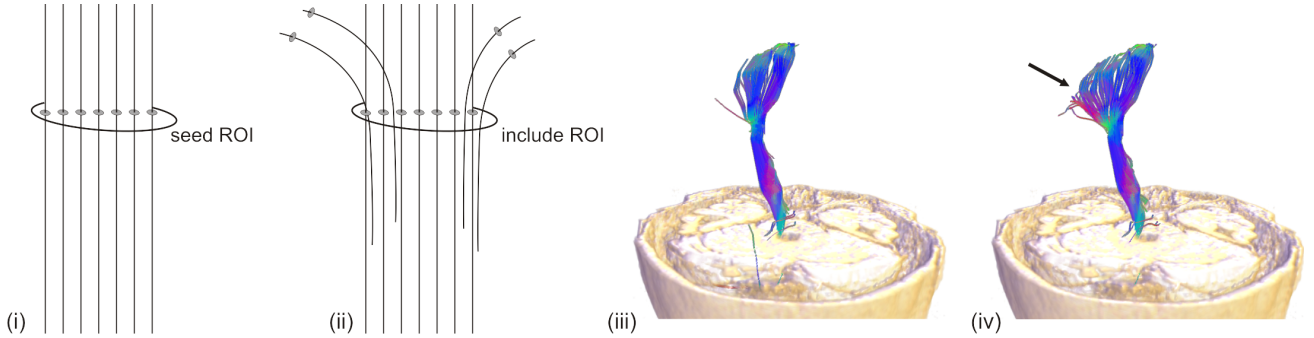 seed ROI
include ROI
(i)
(ii)
(iii)
(iv)